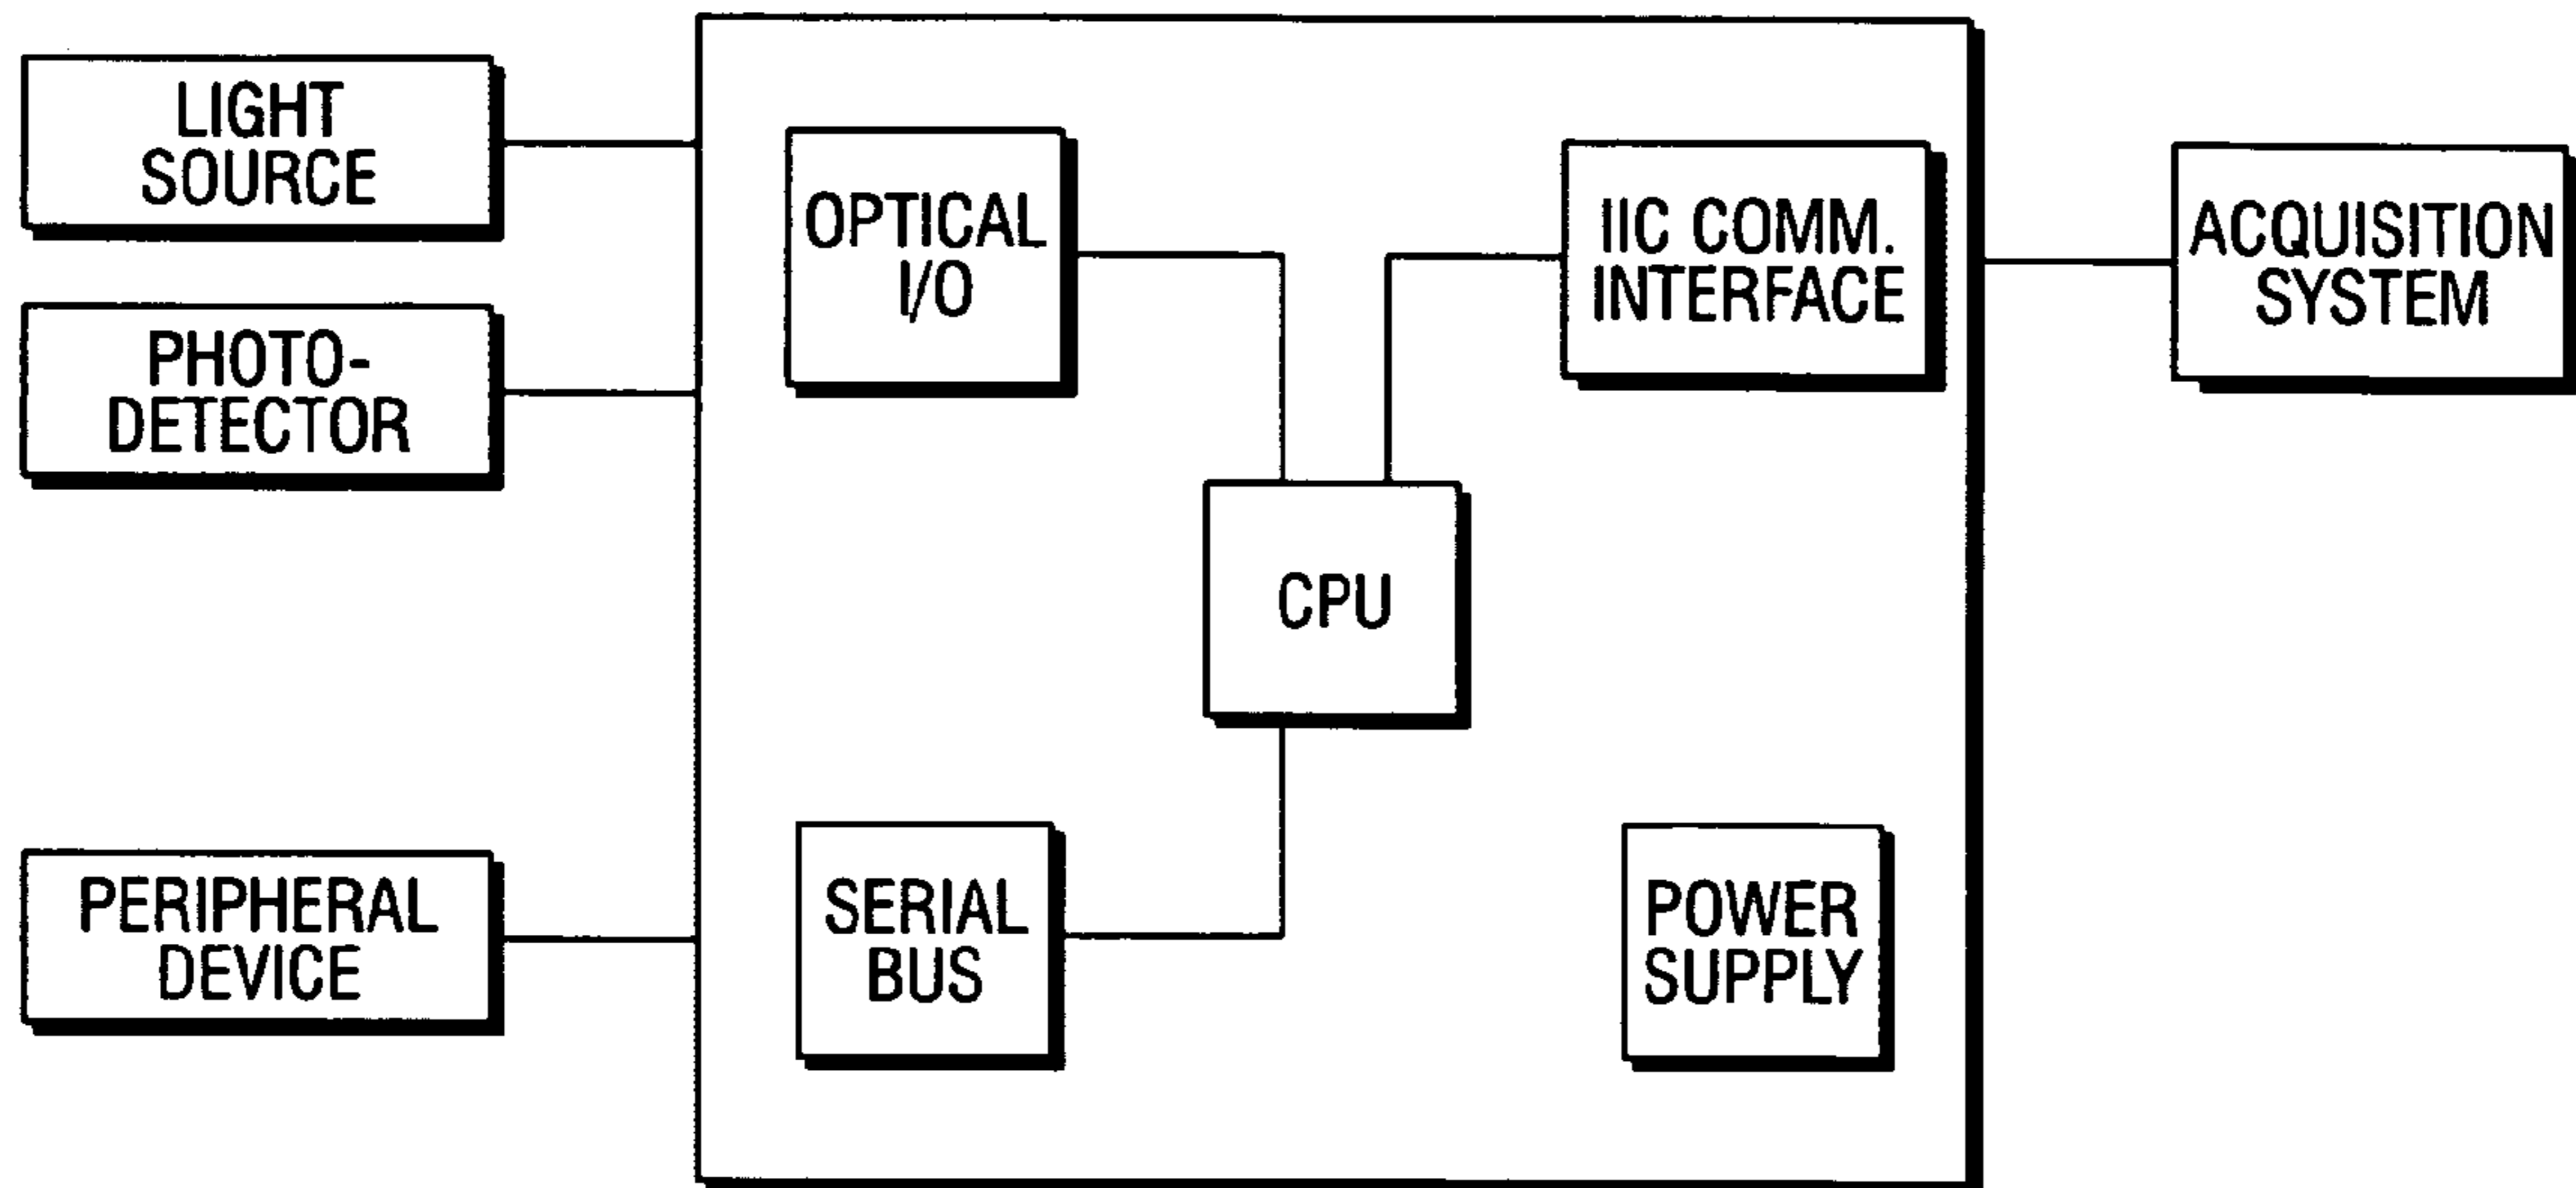 LIGHT
SOURCE
PHOTO-
DETECTOR
PERIPHERAL
DEVICE
OPTICAL
I/O
IIC COMM.
INTERFACE
CPU
SERIAL
BUS
POWER
SUPPLY
ACQUISITION
SYSTEM